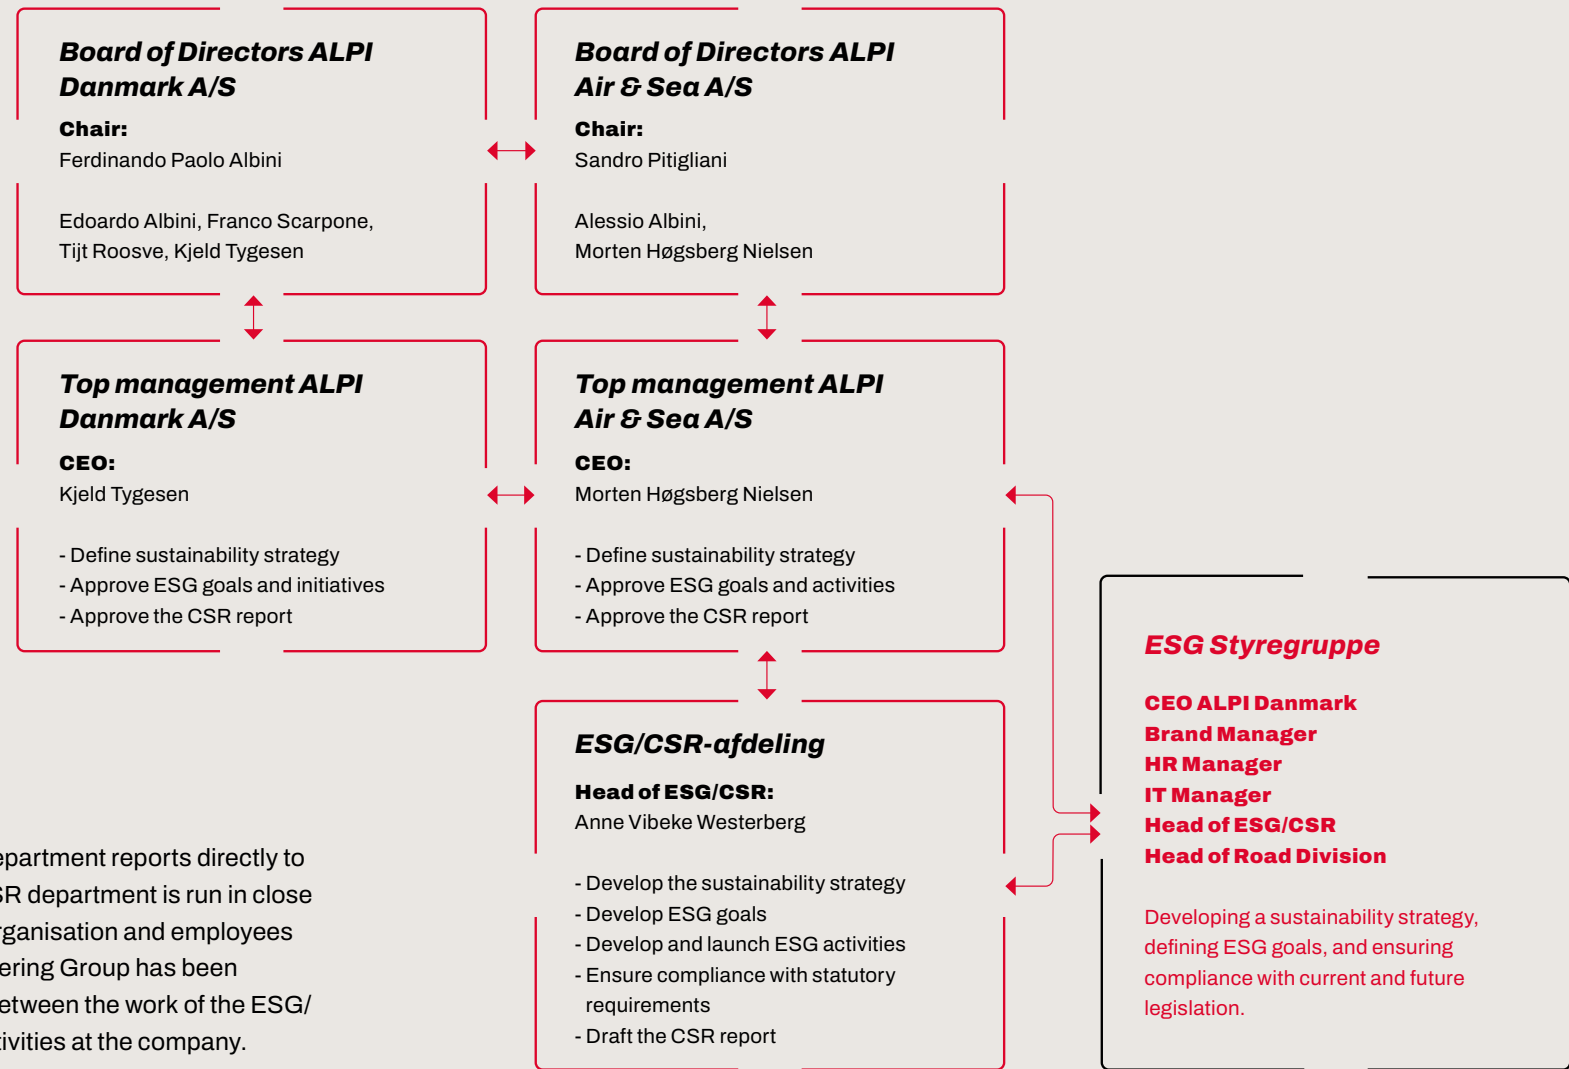 Board of Directors ALPI
Danmark A/S
Chair:
Ferdinando Paolo Albini
Edoardo Albini, Franco Scarpone,
Tijt Roosve, Kjeld Tygesen
Board of Directors ALPI
Air & Sea A/S
Chair:
Sandro Pitigliani
Alessio Albini,
Morten Høgsberg Nielsen
Top management ALPI
Danmark A/S
CEO:
Kjeld Tygesen
- Define sustainability strategy
- Approve ESG goals and initiatives
- Approve the CSR report
Top management ALPI
Air & Sea A/S
CEO:
Morten Høgsberg Nielsen
- Define sustainability strategy
- Approve ESG goals and activities
- Approve the CSR report
ESG/CSR-afdeling
Head of ESG/CSR:
Anne Vibeke Westerberg
- Develop the sustainability strategy
- Develop ESG goals
- Develop and launch ESG activities
- Ensure compliance with statutory
requirements
- Draft the CSR report
ESG Styregruppe
CEO ALPI Danmark
Brand Manager
HR Manager
IT Manager
Head of ESG/CSR
Head of Road Division
Developing a sustainability strategy,
defining ESG goals, and ensuring
compliance with current and future
legislation.
epartment reports directly to
SR department is run in close
rganisation and employees
ering Group has been
etween the work of the ESG/
tivities at the company.